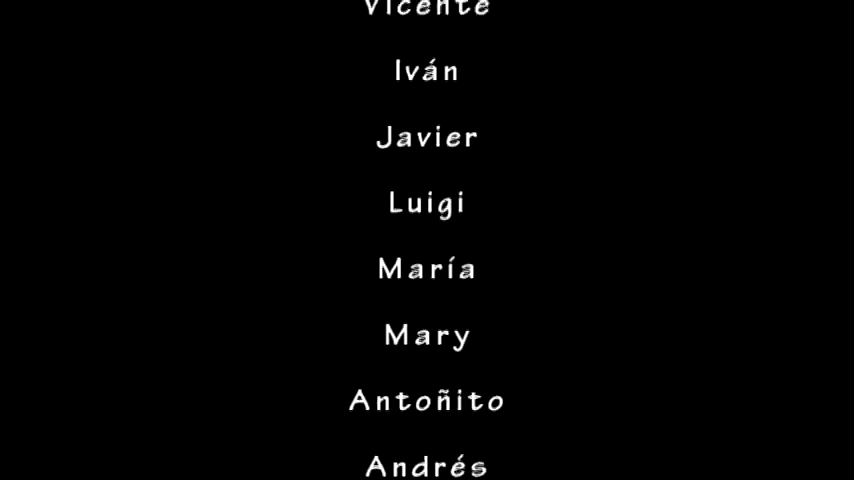 Vicente
Iván
Javier
Luigi
María
Mary
Antoñito
Andrés